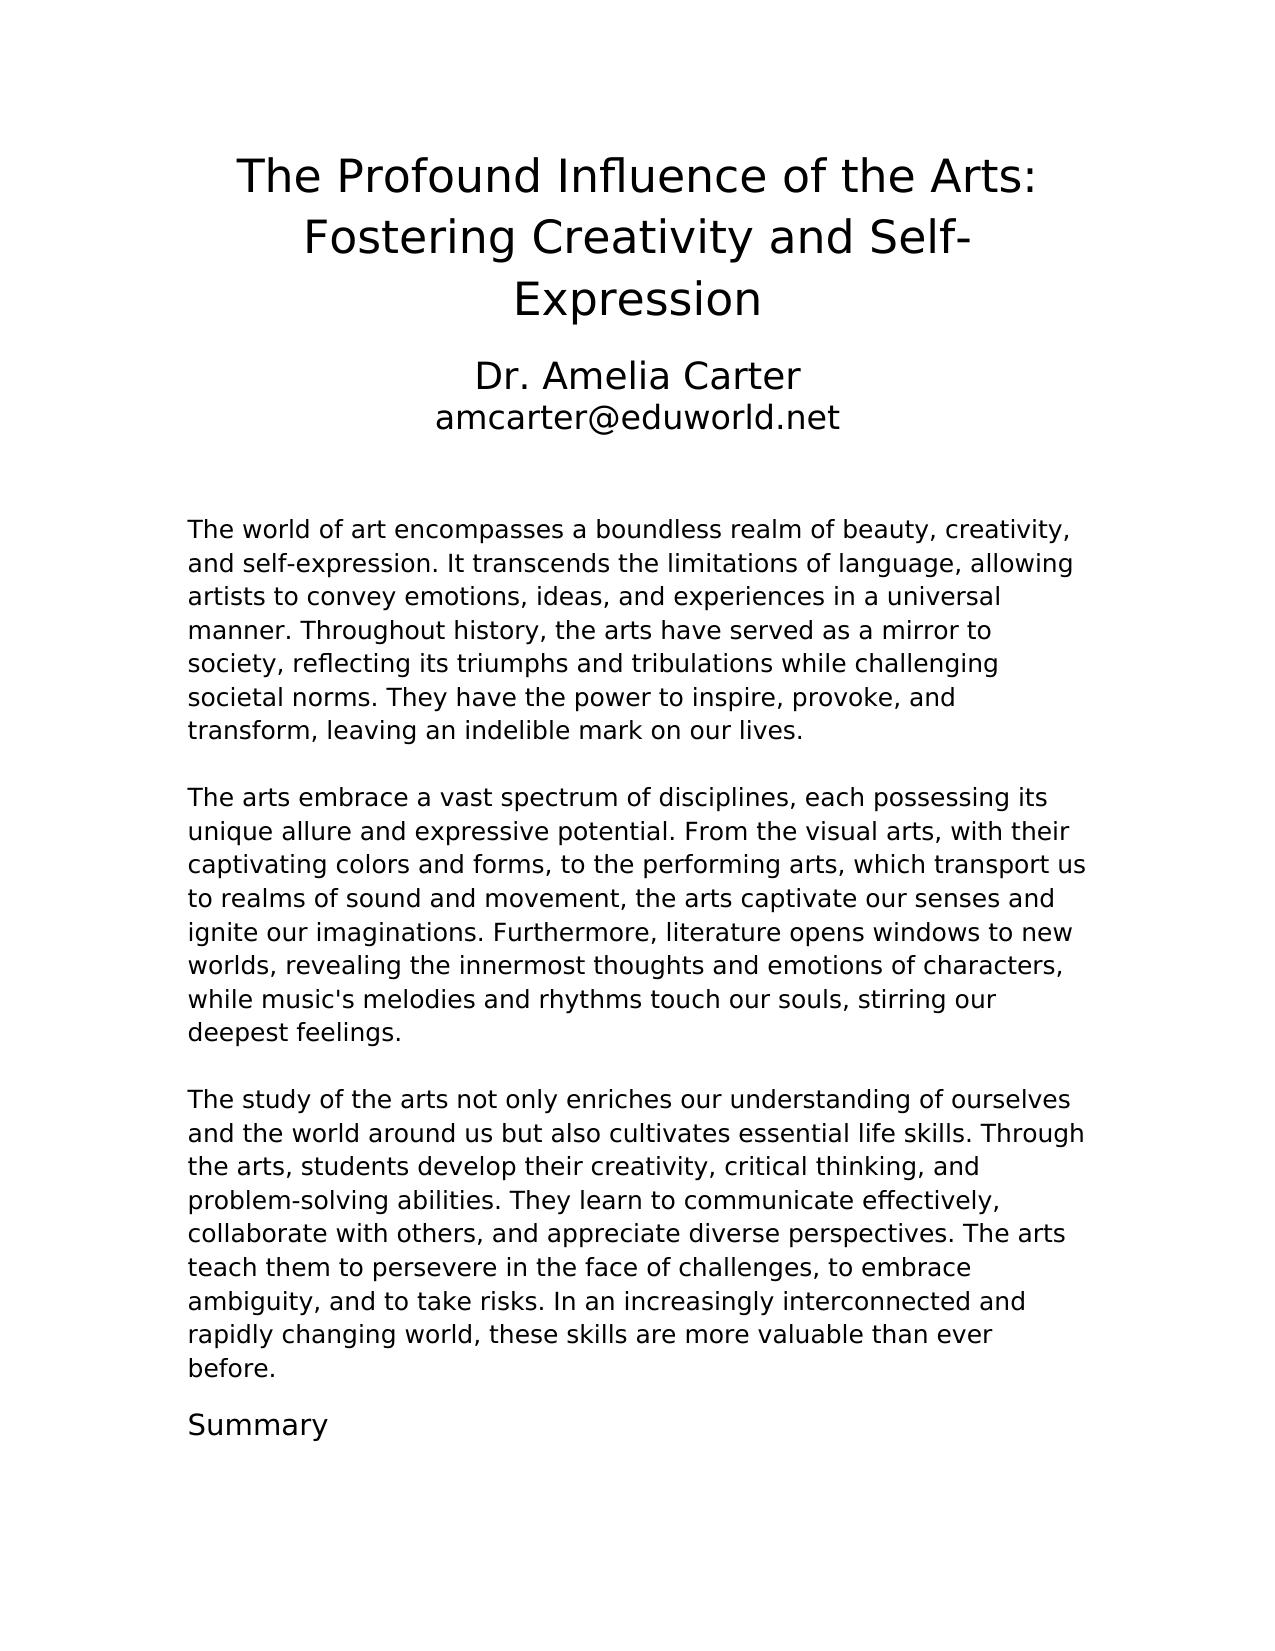 The Profound Influence of the Arts:
Fostering Creativity and Self-
Expression
Dr. Amelia Carter
amcarter@eduworld.net
The world of art encompasses a boundless realm of beauty, creativity,
and self-expression. It transcends the limitations of language, allowing
artists to convey emotions, ideas, and experiences in a universal
manner. Throughout history, the arts have served as a mirror to
society, reflecting its triumphs and tribulations while challenging
societal norms. They have the power to inspire, provoke, and
transform, leaving an indelible mark on our lives.
The arts embrace a vast spectrum of disciplines, each possessing its
unique allure and expressive potential. From the visual arts, with their
captivating colors and forms, to the performing arts, which transport us
to realms of sound and movement, the arts captivate our senses and
ignite our imaginations. Furthermore, literature opens windows to new
worlds, revealing the innermost thoughts and emotions of characters,
while music's melodies and rhythms touch our souls, stirring our
deepest feelings.
The study of the arts not only enriches our understanding of ourselves
and the world around us but also cultivates essential life skills. Through
the arts, students develop their creativity, critical thinking, and
problem-solving abilities. They learn to communicate effectively,
collaborate with others, and appreciate diverse perspectives. The arts
teach them to persevere in the face of challenges, to embrace
ambiguity, and to take risks. In an increasingly interconnected and
rapidly changing world, these skills are more valuable than ever
before.
Summary